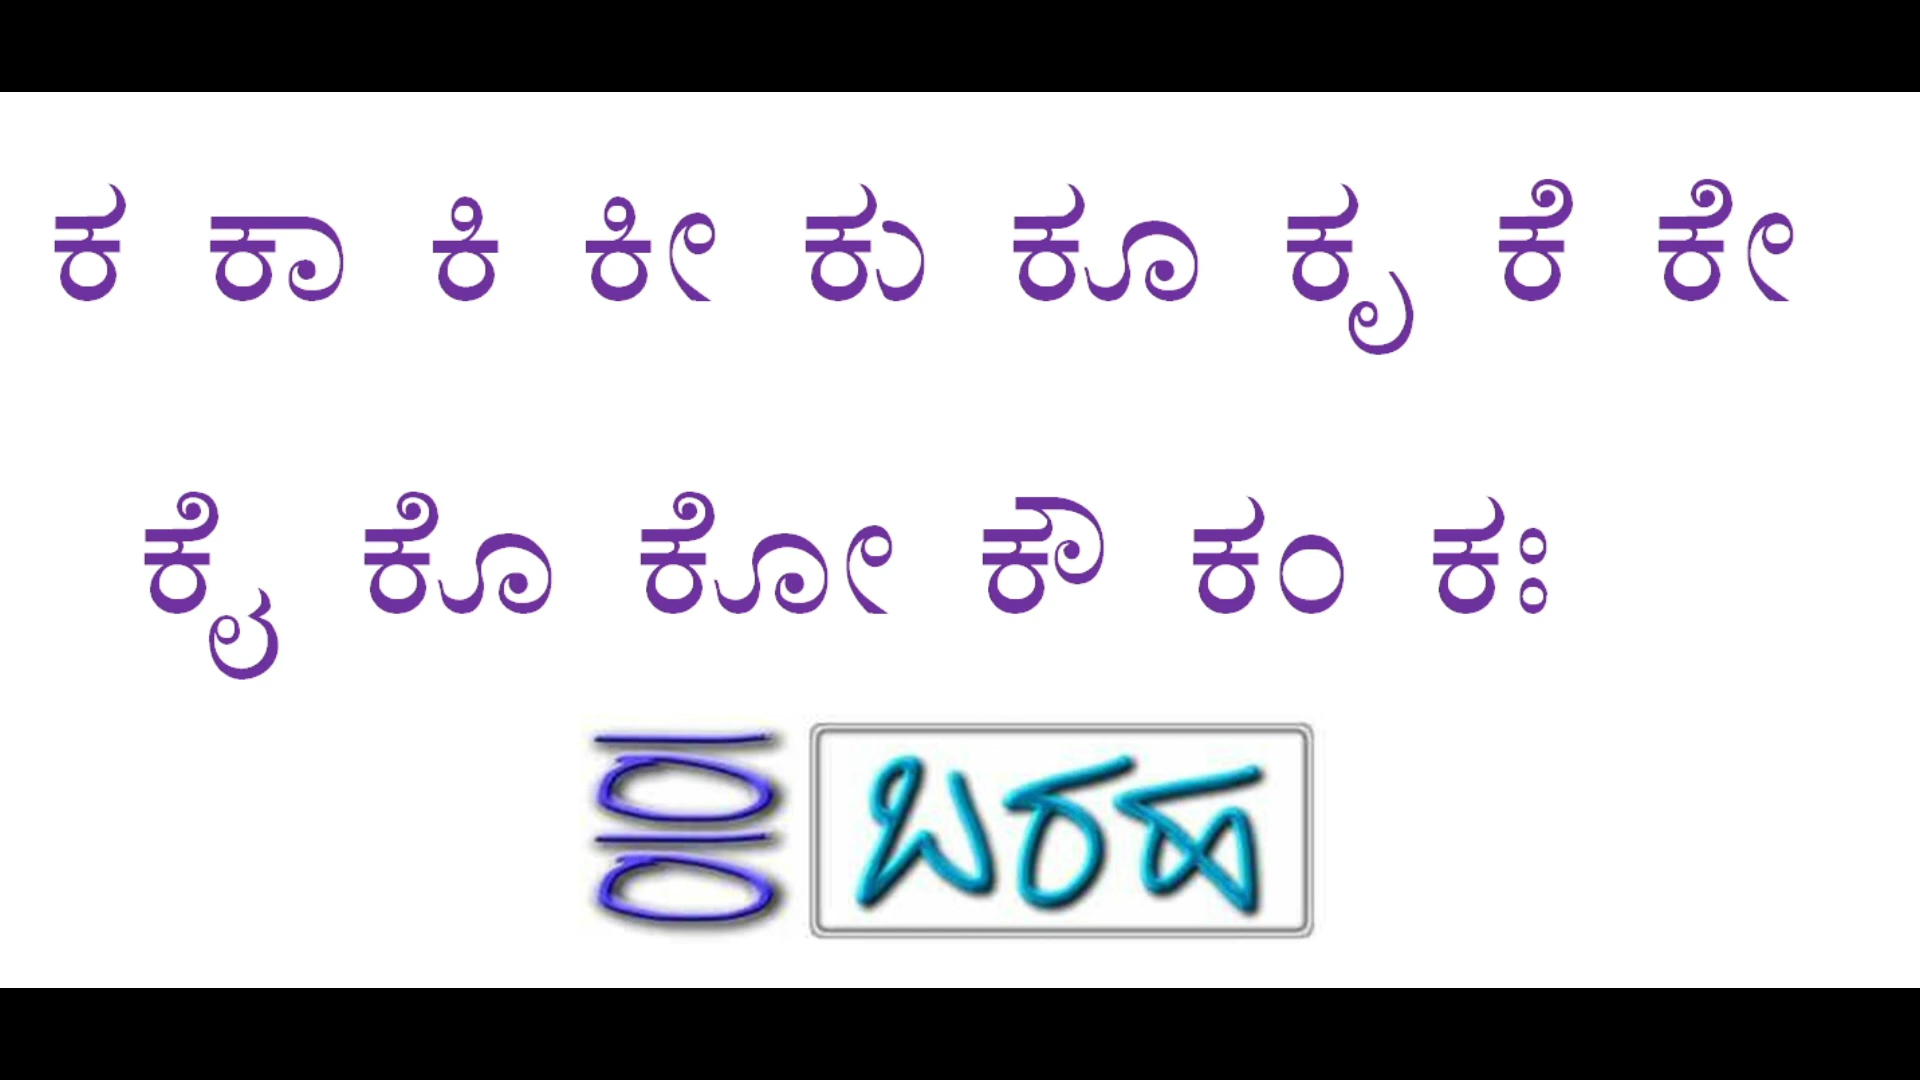 ಕ ಕಾ ಕಿ ಕೀ ಕು ಕೂ ಕೃ ಕೆ ಕೇ
ಕೈ ಕೊ ಕೋ ಕೌ ಕಂ ಕಃ
ಬರಹ